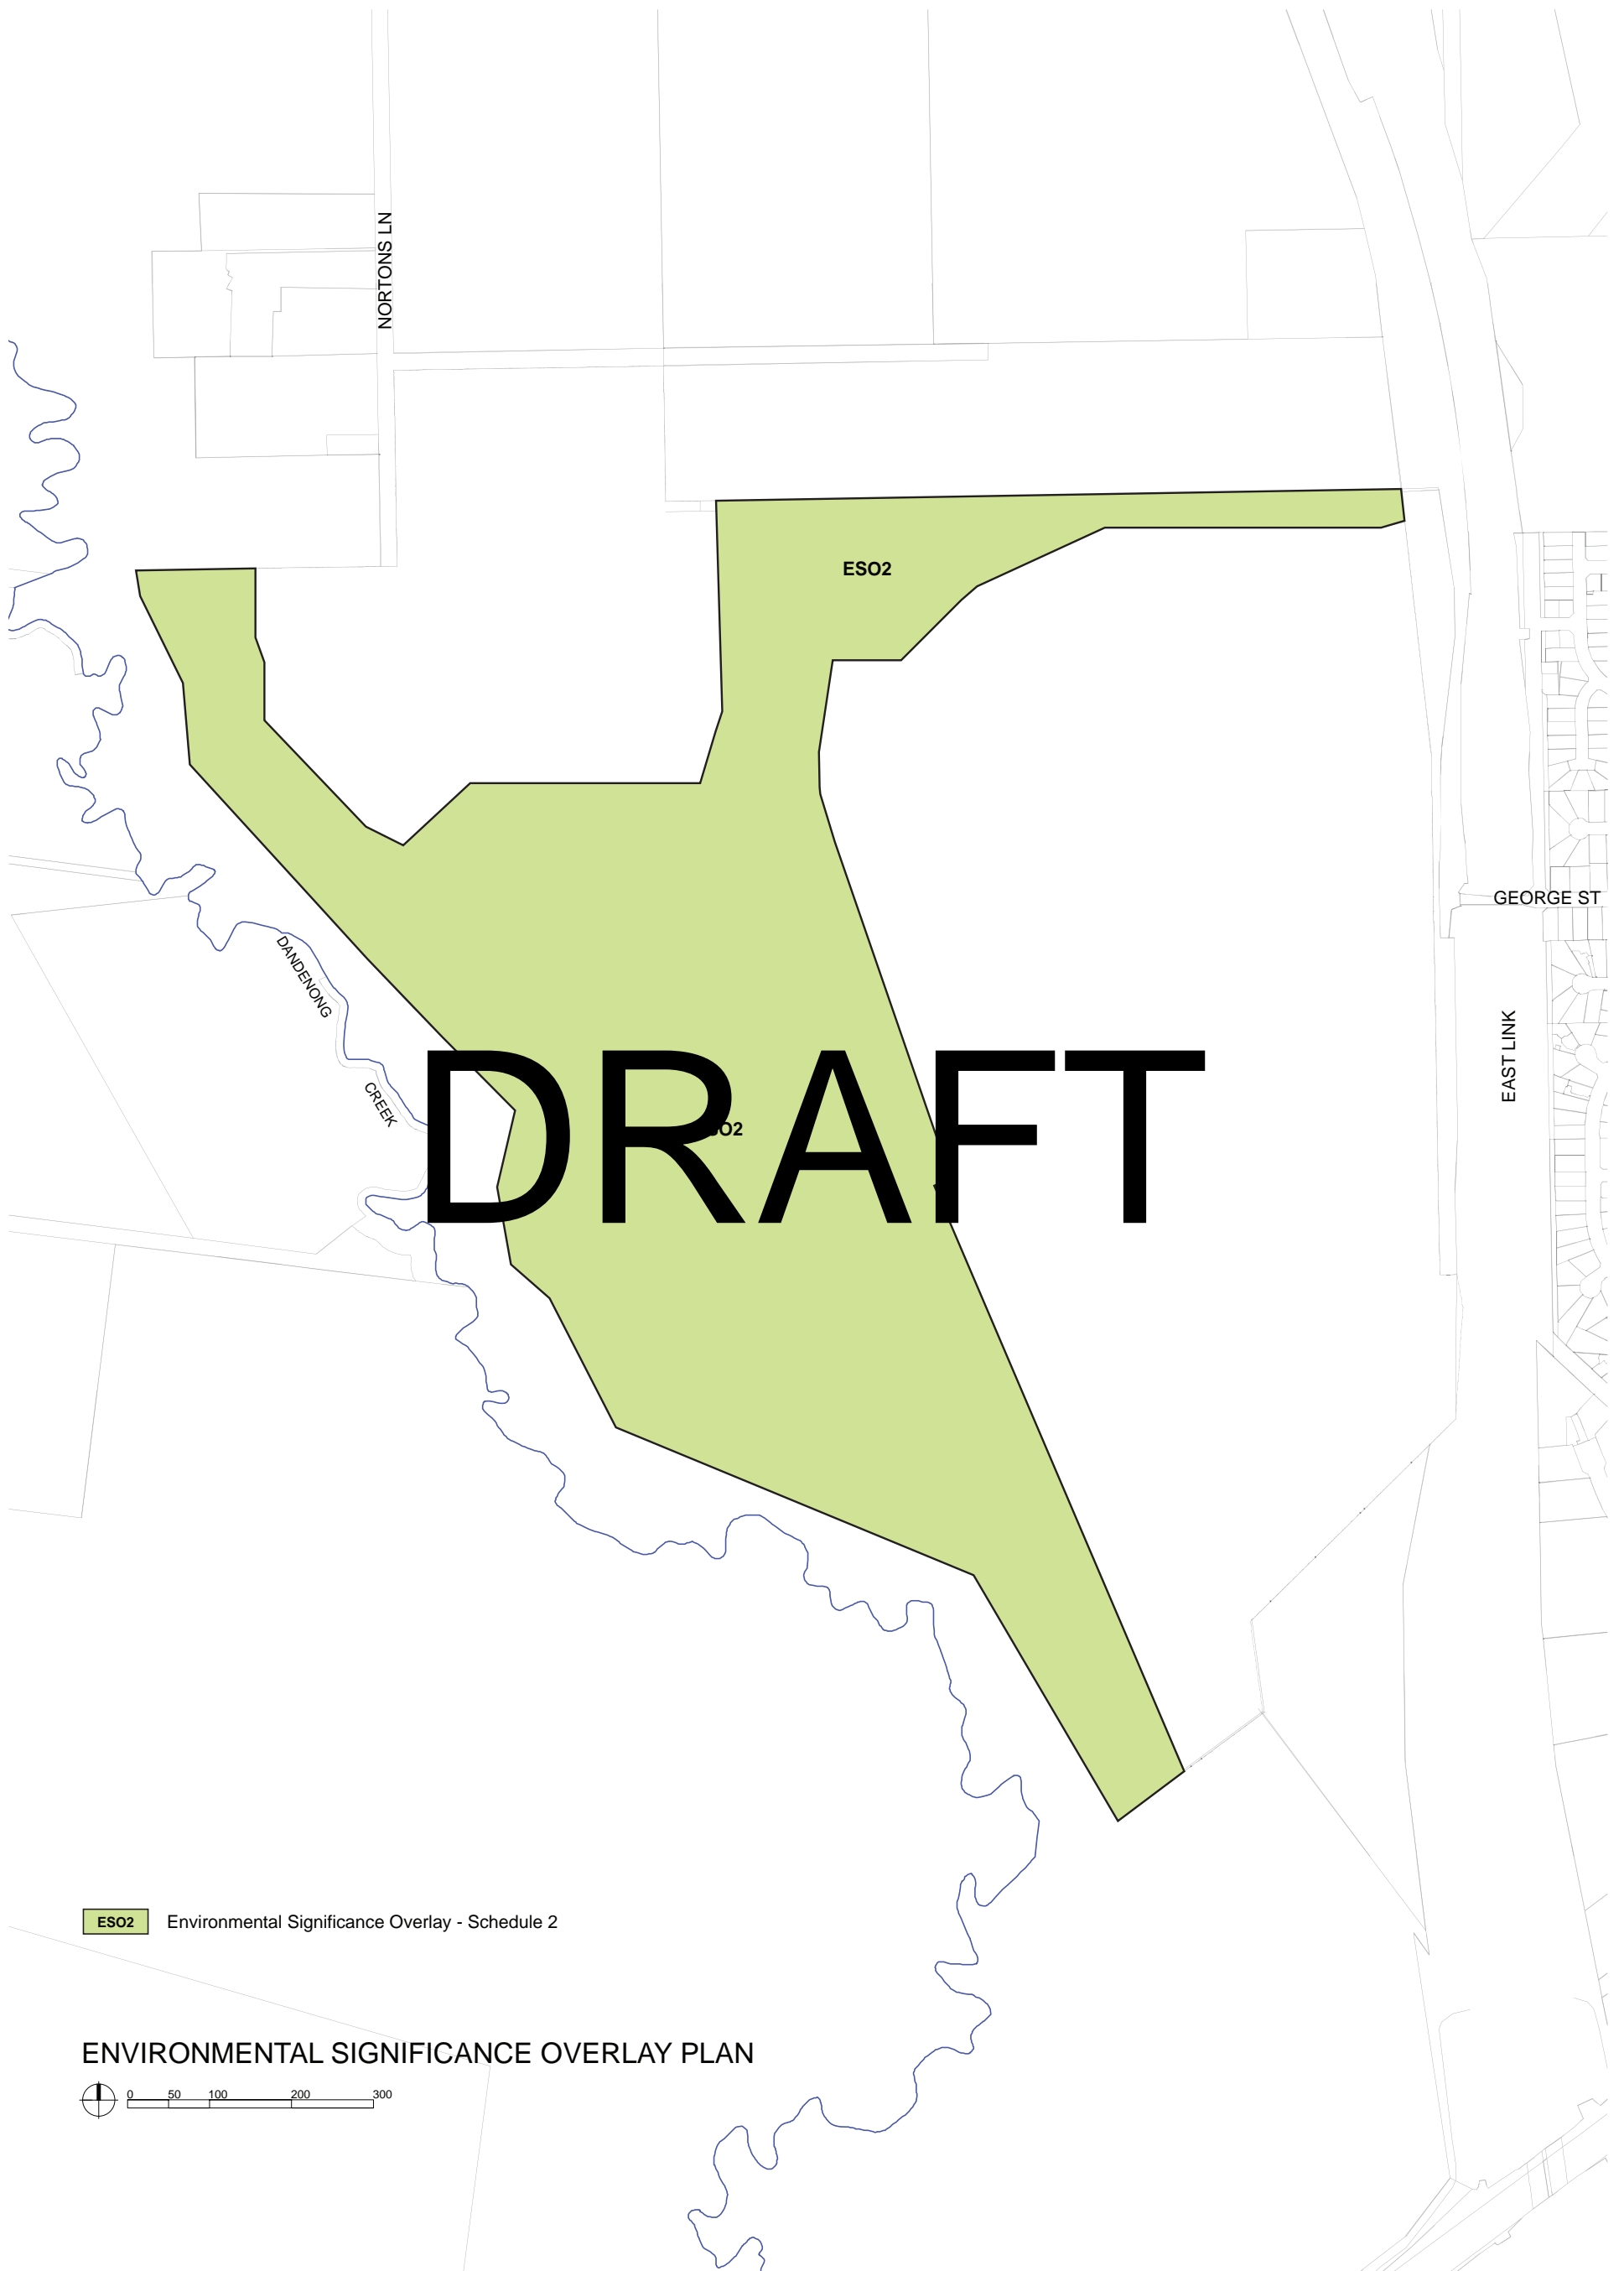 NORTONS LN
ESO2
GEORGE ST
DANDENONG
CREEK
EAST LINK
DRAFT
ESO2 Environmental Significance Overlay - Schedule 2
ENVIRONMENTAL SIGNIFICANCE OVERLAY PLAN
0 50 100 200 300